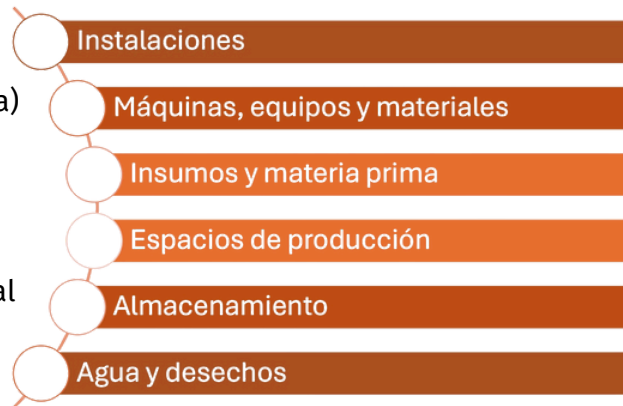 Instalaciones
a)
Máquinas, equipos y materiales
Insumos y materia prima
Espacios de producción
al
Almacenamiento
Agua y desechos